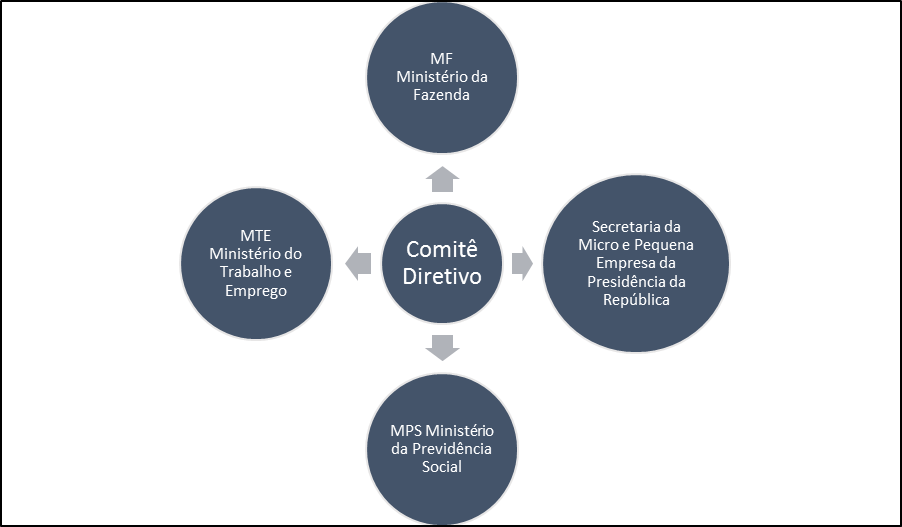 MF
Ministério da
Fazenda
MTE
Ministério do
Trabalho e
Emprego
Comitê
Diretivo
Secretaria da
Micro e Pequena
Empresa da
Presidência da
República
MPS Ministério
da Previdência
Social